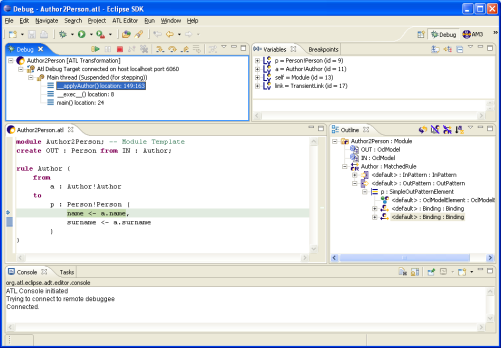 Debug - Author2Person.atl - Eclipse SDK
File Edit Navigate Search Project ATL Editor Run Window Help
Debug AM3
Debug
Author2Person [ATL Transformation]
Atl Debug Target connected on host localhost port 6060
Main thread (Suspended (for stepping))
__applyAuthor() location: 149:163
__exec__() location: 8
main() location: 24
Variables Breakpoints
p = Person!Person (id = 9)
a = Author!Author (id = 11)
self = Module (id = 13)
link = TransientLink (id = 17)
Author2Person.atl
module Author2Person; -- Module Template
create OUT : Person from IN : Author;
rule Author {
from
a : Author!Author
to
p : Person!Person (
name <- a.name,
surname <- a.surname
)
}
Outline
Author2Person : Module
OUT : OclModel
IN : OclModel
Author : MatchedRule
<default> : InPattern : InPattern
<default> : OutPattern : OutPattern
p : SimpleOutPatternElement
<default> : OclModelElement : OclModelE
<default> : Binding : Binding
<default> : Binding : Binding
Console Tasks
org.atl.eclipse.adt.editor.console
ATL Console initiated
Trying to connect to remote debuggee
Connected.